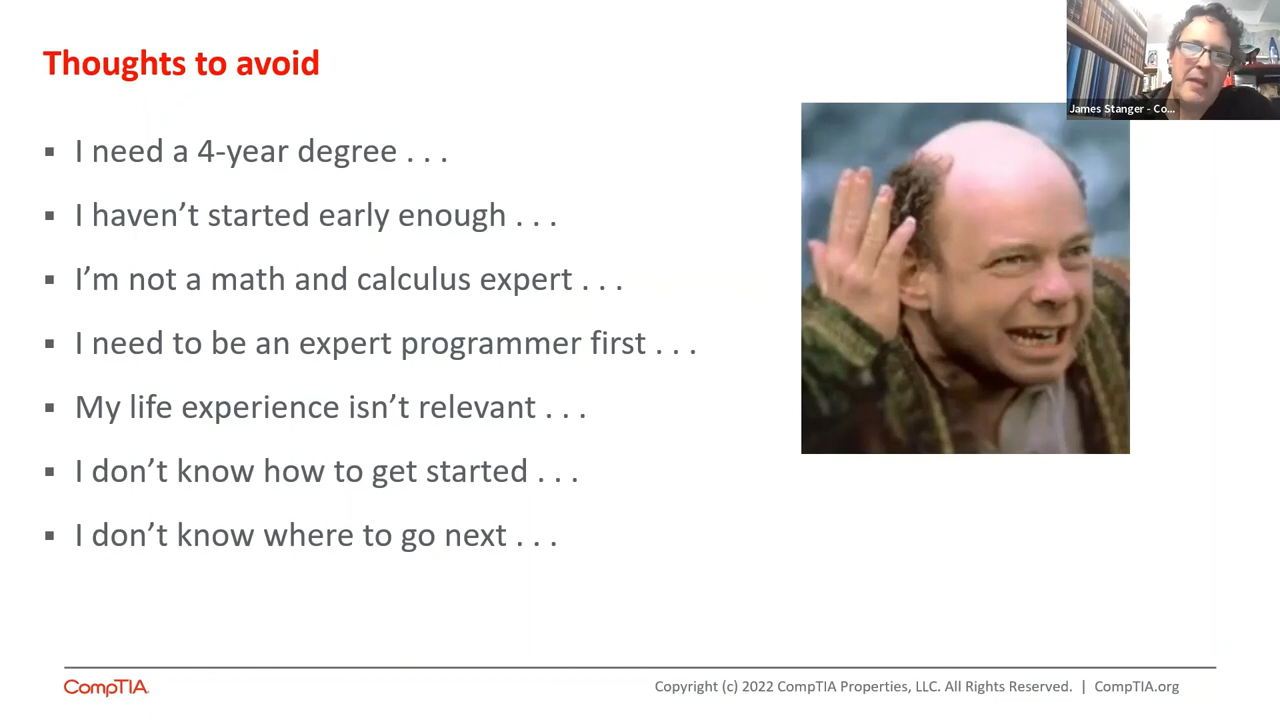 Thoughts to avoid
James Stanger - Co...
▪ I need a 4-year degree . . .
▪ I haven’t started early enough . . .
▪ I’m not a math and calculus expert . . .
▪ I need to be an expert programmer first . . .
▪ My life experience isn’t relevant . . .
▪ I don’t know how to get started . . .
▪ I don’t know where to go next . . .
CompTIA.
Copyright (c) 2022 CompTIA Properties, LLC. All Rights Reserved. | CompTIA.org